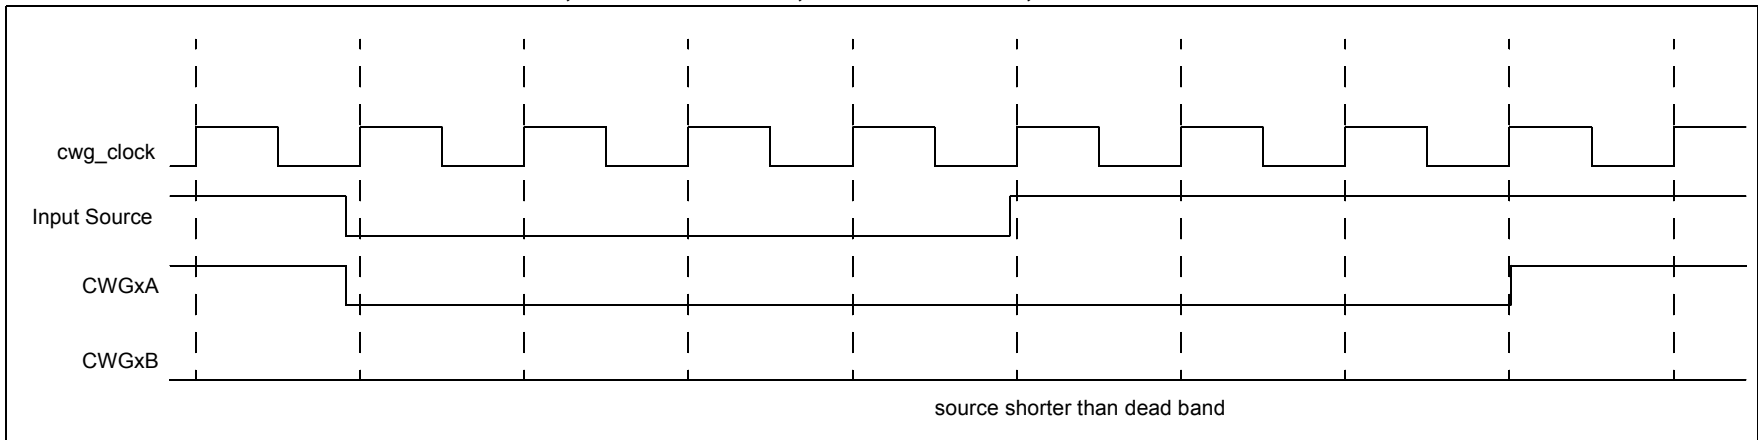 cwg_clock
Input Source
CWGxA
CWGxB
source shorter than dead band